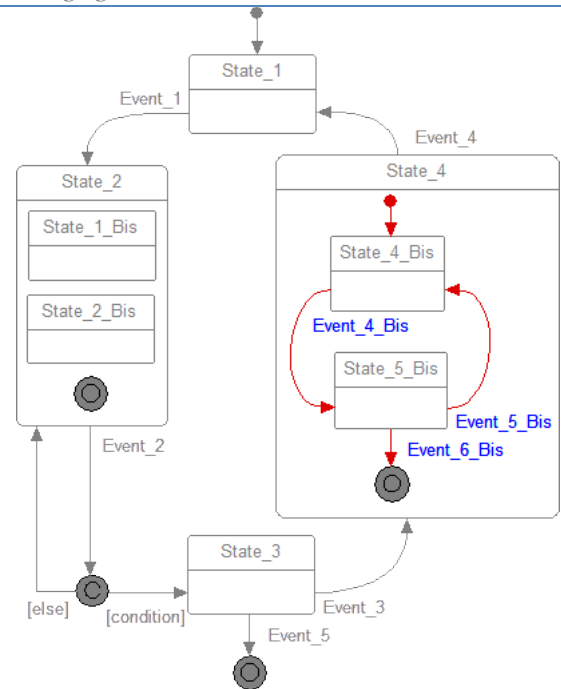 State_1
Event_1
Event_4
State_2
State_4
State_1_Bis
State_4_Bis
State_2_Bis
Event_4_Bis
State_5_Bis
Event_5_Bis
Event_2
Event_6_Bis
State_3
[else]
[condition]
Event_3
Event_5